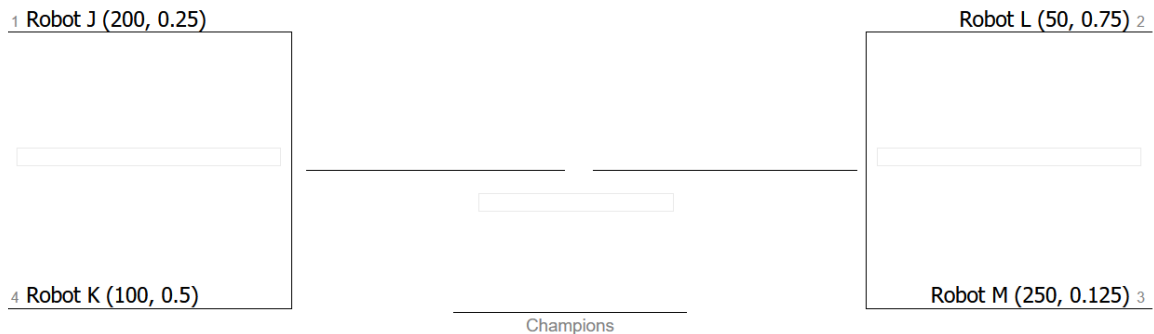 1 Robot J (200, 0.25)
Robot L (50, 0.75) 2
4 Robot K (100, 0.5)
Robot M (250, 0.125) 3
Champions